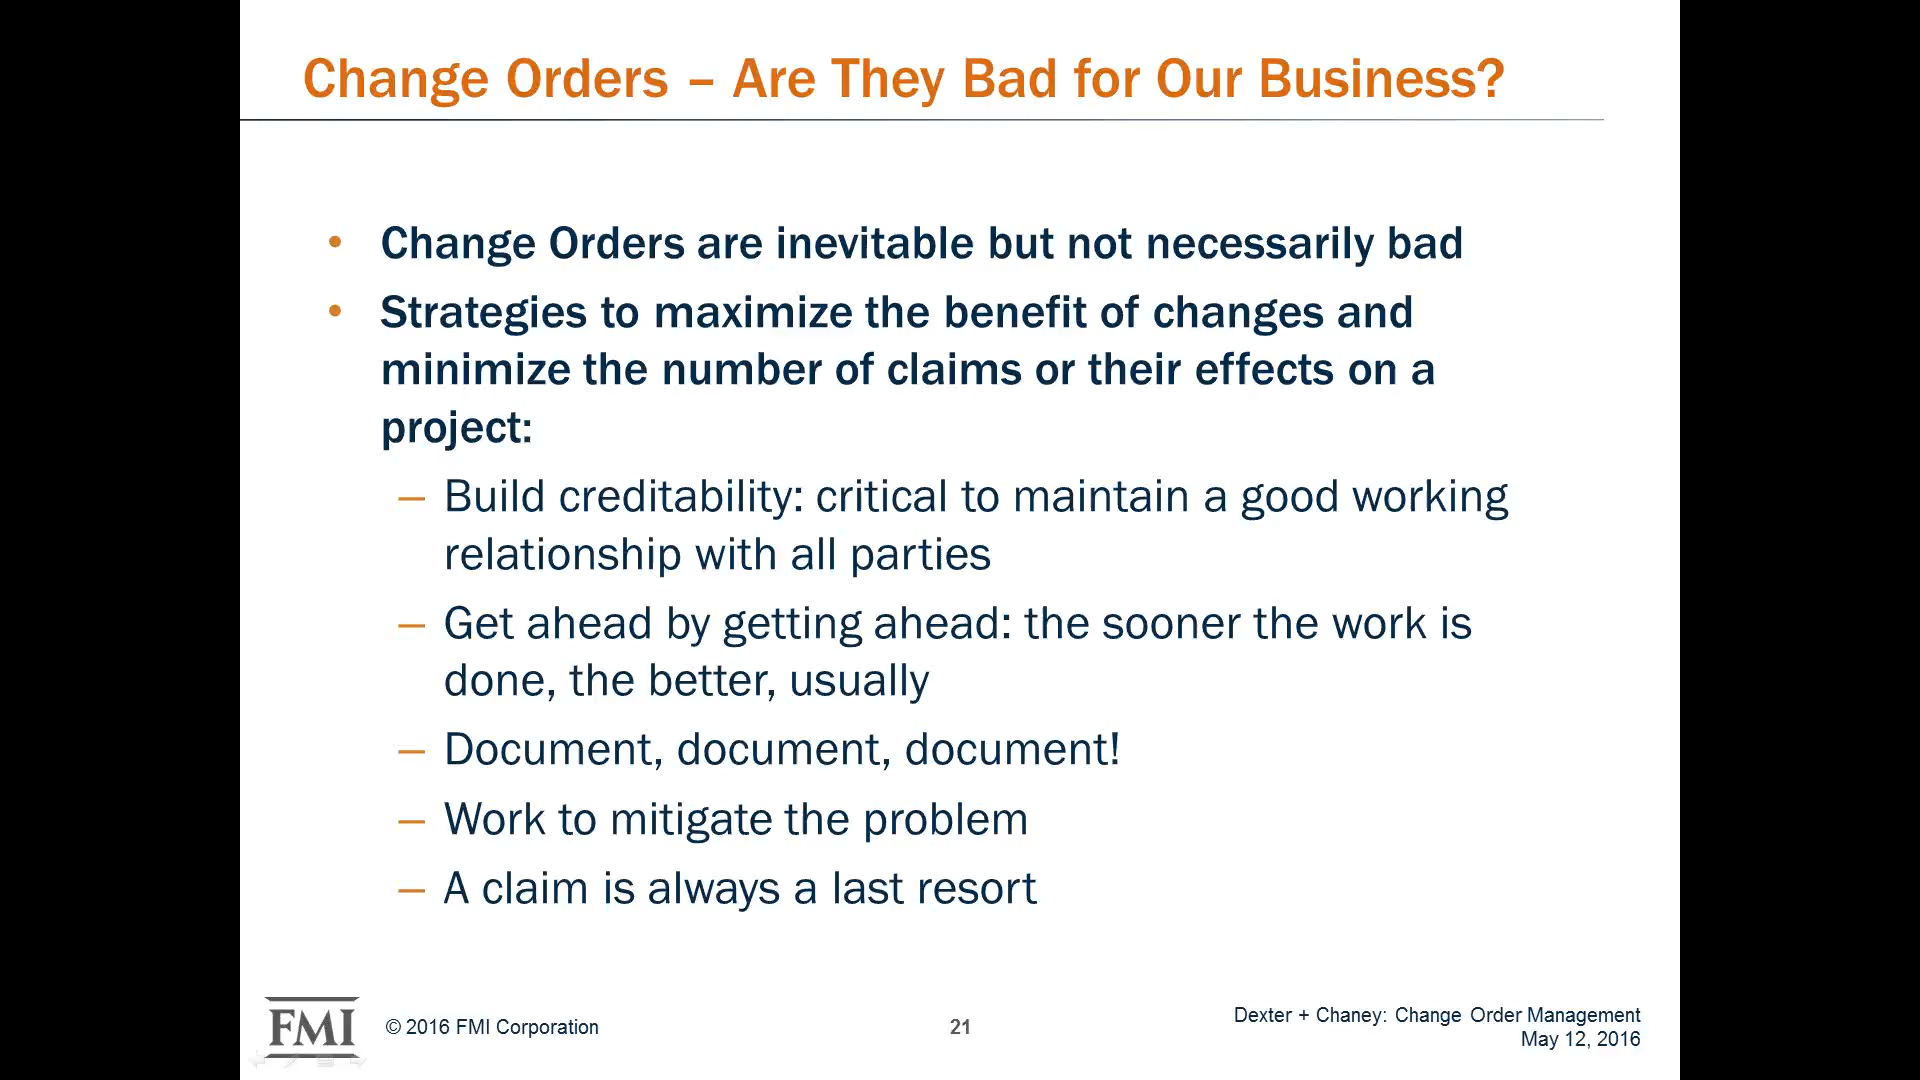 Change Orders – Are They Bad for Our Business?
• Change Orders are inevitable but not necessarily bad
• Strategies to maximize the benefit of changes and
minimize the number of claims or their effects on a
project:
– Build creditability: critical to maintain a good working
relationship with all parties
– Get ahead by getting ahead: the sooner the work is
done, the better, usually
– Document, document, document!
– Work to mitigate the problem
– A claim is always a last resort
FMI
© 2016 FMI Corporation
21
Dexter + Chaney: Change Order Management
May 12, 2016